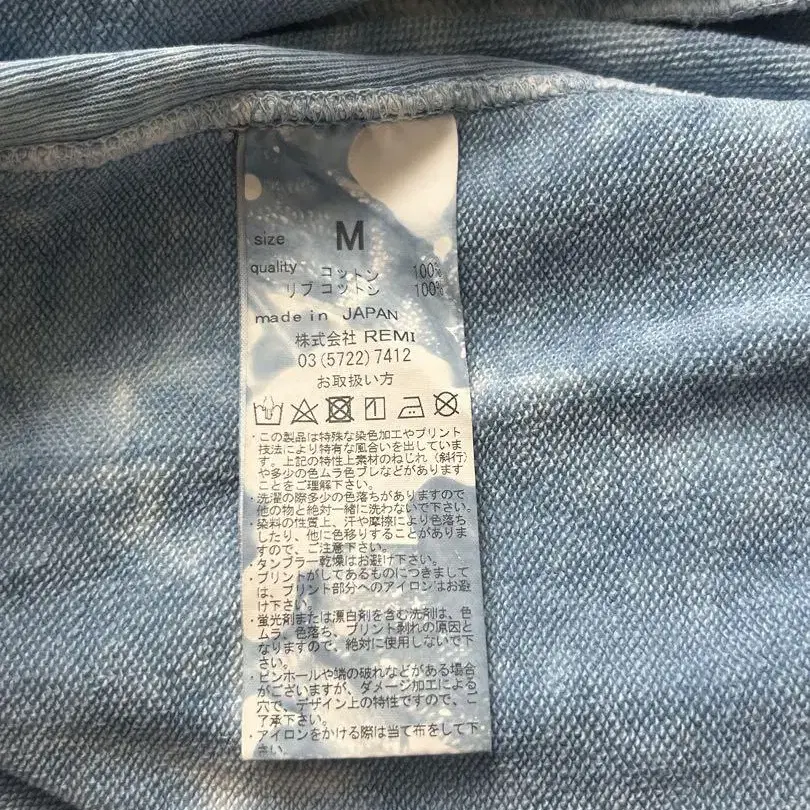 size M
quality コットン 100%
リブコットン 100%
made in JAPAN
株式会社 REMI
03(5722)7412
お取扱い方
・この製品は特殊な染色加工やプリント
技法により特有な風合いを出していま
す。上記の特性上素材のねじれ（斜行）
や多少の色ムラ色ブレなどがあります
ことをご理解下さい。
・洗濯の際多少の色落ちがありますので
他の物と絶対一緒に洗わないで下さい。
・染料の性質上、汗や摩擦により色落ち
したり、他に色移りすることがありま
すので、ご注意下さい。
・タンブラー乾燥はお避け下さい。
・プリントがしてあるものにつきまして
は、プリント部分へのアイロンはお避
け下さい。
・蛍光剤または漂白剤を含む洗剤は、色
ムラ、色落ち、プリント剥れの原因と
なりますので、絶対に使用しないで下
さい。
・ピンホールや端の破れなどがある場合
がございますが、ダメージ加工による
穴で、デザイン上の特性ですので、ご
了承下さい。
・アイロンをかける際は当て布をして下
さい。